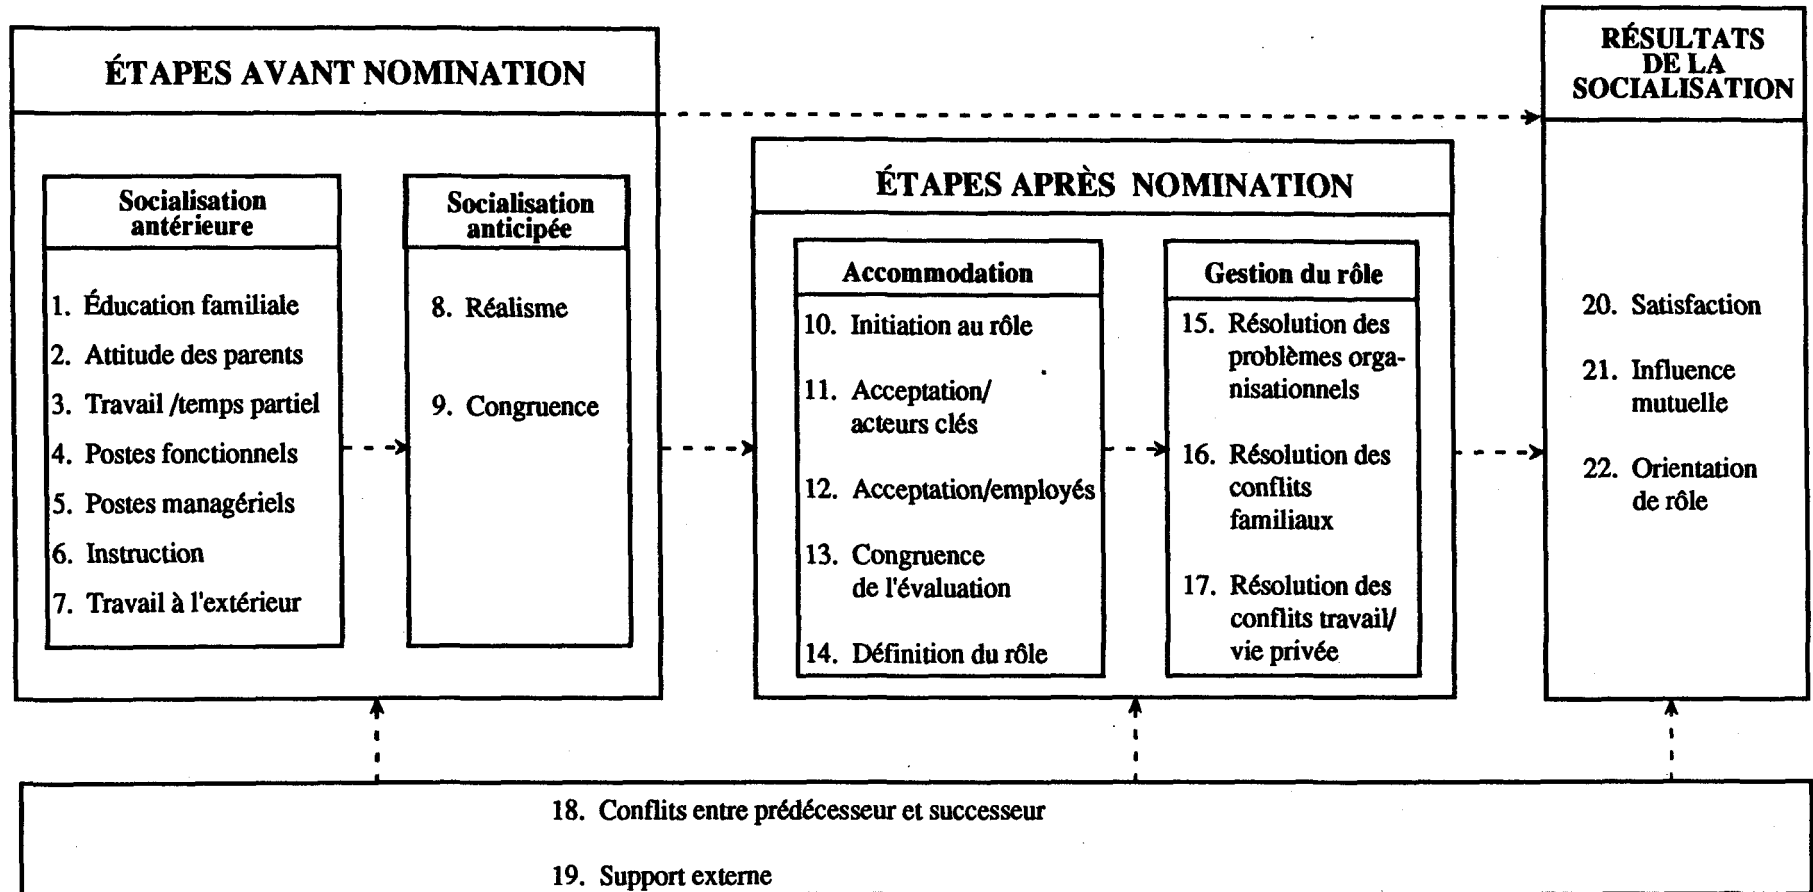 ÉTAPES AVANT NOMINATION
Socialisation
antérieure
1. Éducation familiale
2. Attitude des parents
3. Travail /temps partiel
4. Postes fonctionnels
5. Postes managériels
6. Instruction
7. Travail à l'extérieur
Socialisation
anticipée
8. Réalisme
9. Congruence
ÉTAPES APRÈS NOMINATION
Accommodation
10. Initiation au rôle
11. Acceptation/
acteurs clés
12. Acceptation/employés
13. Congruence
de l'évaluation
14. Définition du rôle
Gestion du rôle
15. Résolution des
problèmes orga-
nisationnels
16. Résolution des
conflits
familiaux
17. Résolution des
conflits travail/
vie privée
RÉSULTATS
DE LA
SOCIALISATION
20. Satisfaction
21. Influence
mutuelle
22. Orientation
de rôle
18. Conflits entre prédécesseur et successeur
19. Support externe